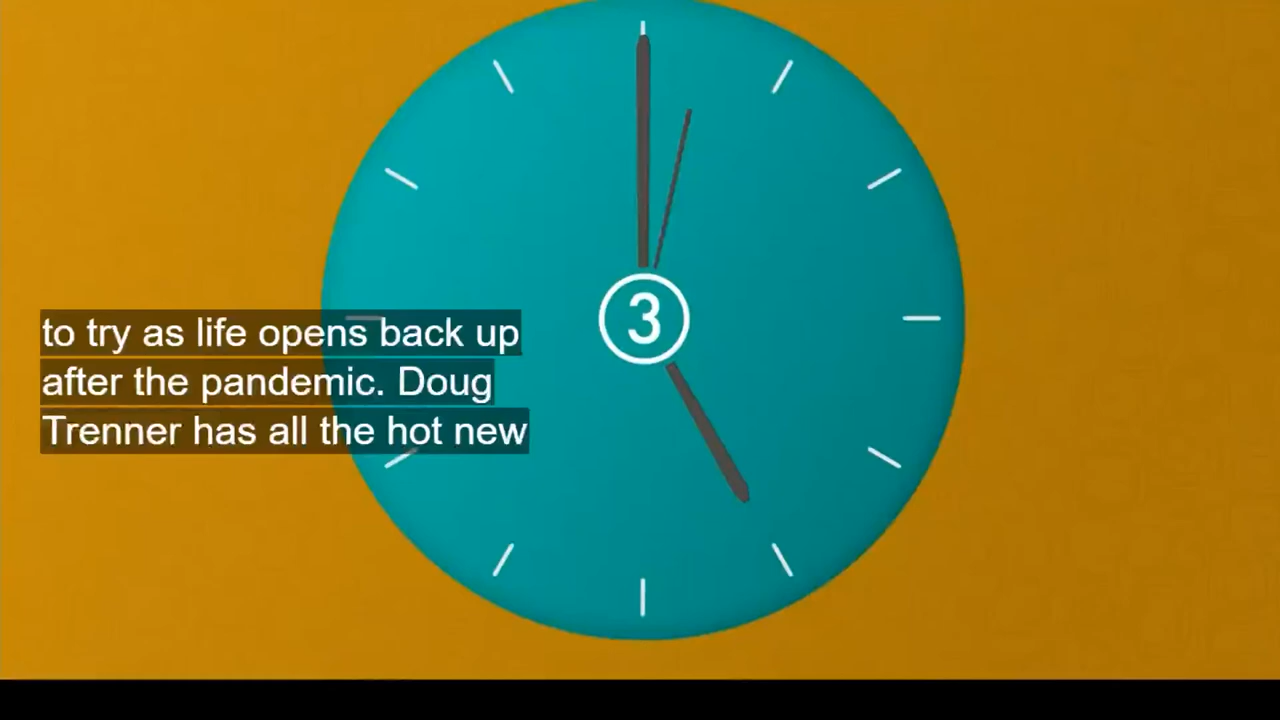 3
to try as life opens back up
after the pandemic. Doug
Trenner has all the hot new